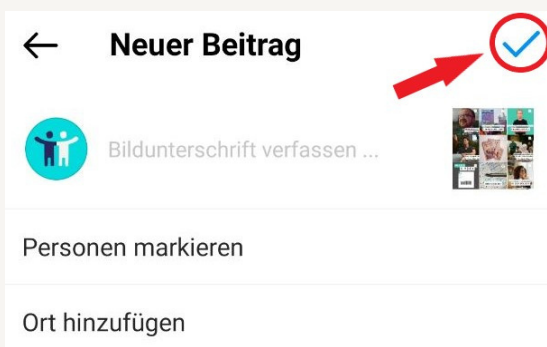 Neuer Beitrag
Bildunterschrift verfassen ...
Personen markieren
Ort hinzufügen